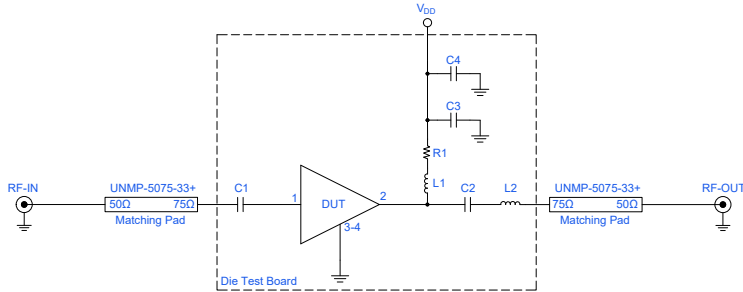 VDD
C4
C3
R1
L1
RF-IN
UNMP-5075-33+
50Ω 75Ω
Matching Pad
C1
1
DUT
2
3-4
C2
L2
UNMP-5075-33+
75Ω 50Ω
Matching Pad
RF-OUT
Die Test Board